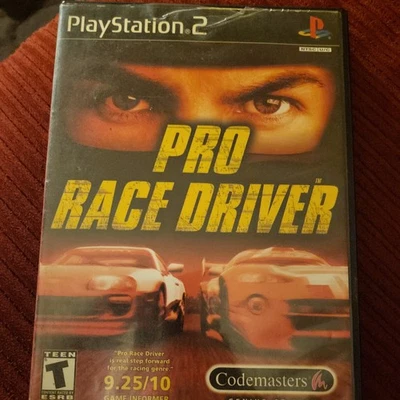 PlayStation®2
NTSC U/C
PRO
RACE DRIVER
TEEN
T
ESRB
"Pro Race Driver
is a real step forward
for the racing genre"
9.25/10
GAME INFORMER
Codemasters